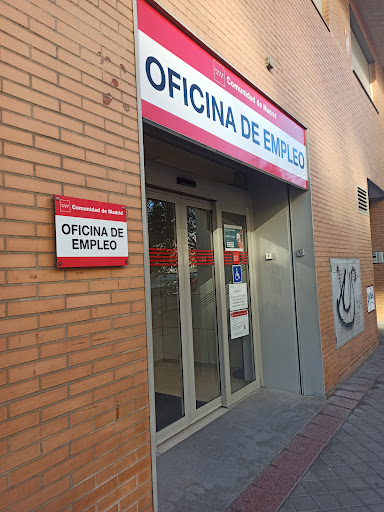 Comunidad de Madrid
OFICINA DE EMPLEO
Comunidad de Madrid
OFICINA DE
EMPLEO